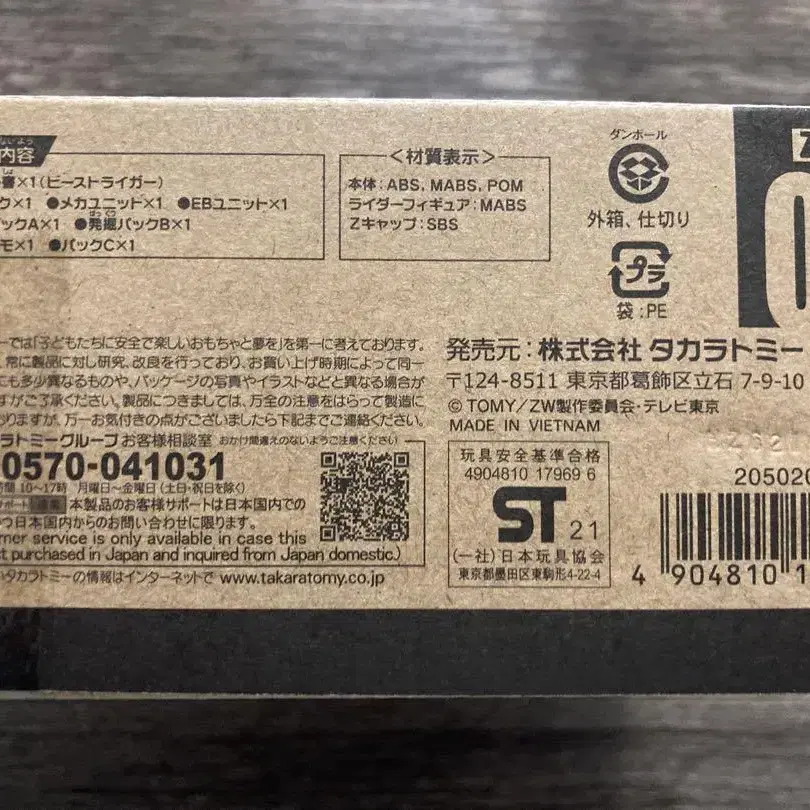 ないよう
内容
書×1(ビーストライガー)
ク×1 ●メカユニット×1 ●EBユニット×1
ックA×1 ●発掘パックB×1
モ×1 ●パックC×1
<材質表示>
本体:ABS, MABS, POM
ライダーフィギュア:MABS
Zキャップ:SBS
ダンボール
外箱、仕切り
プラ
袋:PE
0
ーでは「子どもたちに安全で楽しいおもちゃと夢を」を第一に考えております。
常に製品に対し研究、改良を行っており、お買い上げ時期によって同一
にも多少異なるものや、パッケージの写真やイラストなどと異なる場合が
すがご了承ください。製品につきましては、万全の注意をはらって製造に
おりますが、万一お気付きの点がございましたら下記までご連絡ください。
ラトミーグループお客様相談室 おかけ間違えのないようご注意ください)
0570-041031
時間 10~17時 月曜日~金曜日(土・日・祝日を除く)
サポート 本製品のお客様サポートは日本国内での
つ日本国内からのお問い合わせに限ります。
mer service is only available in case this
ct purchased in Japan and inquired from Japan domestic.)
いタカラトミーの情報はインターネットで www.takaratomy.co.jp
発売元:株式会社 タカラトミー
〒124-8511 東京都葛飾区立石 7-9-10
© TOMY/ZW製作委員会・テレビ東京
MADE IN VIETNAM
玩具安全基準合格
4904810 17969 6
ST 21
(一社)日本玩具協会
東京都墨田区東駒形4-22-4
205020
4 904810 1